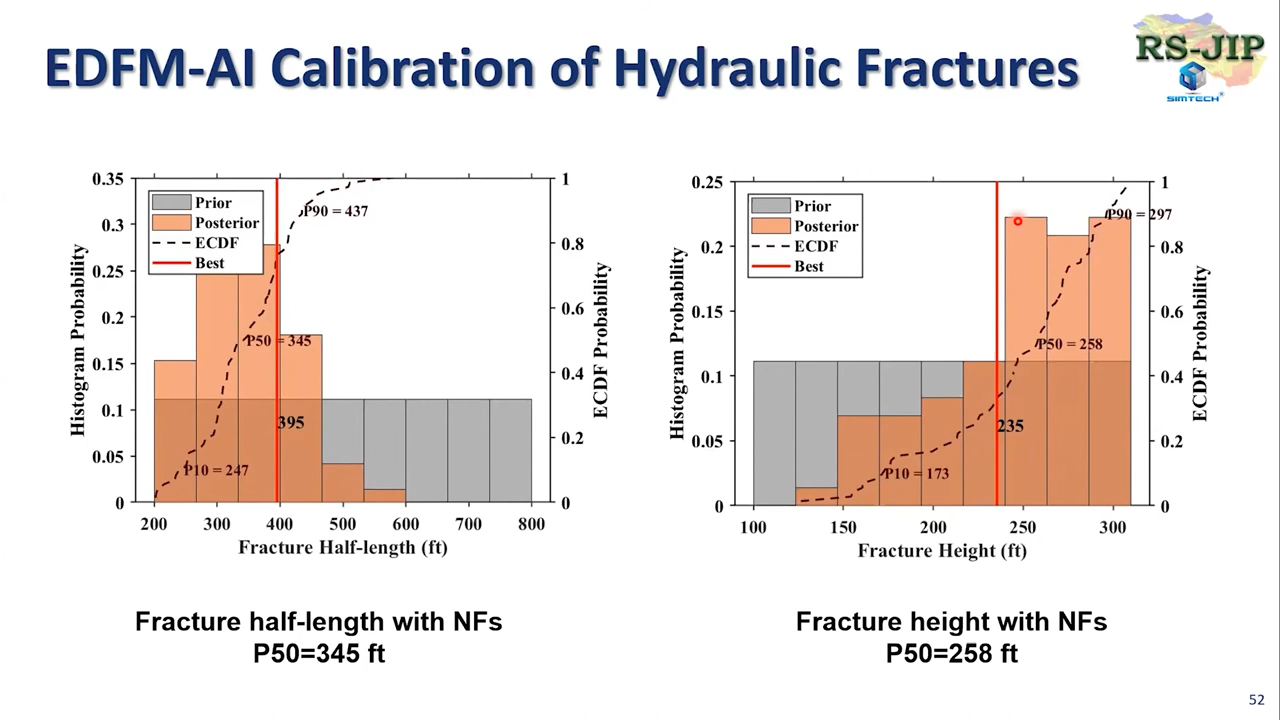 EDFM-AI Calibration of Hydraulic Fractures
RS-JIP
SIMTECH
0.35
0.3
0.25
0.2
0.15
0.1
0.05
0
Histogram Probability
Prior
Posterior
ECDF
Best
P90 = 437
P50 = 345
395
P10 = 247
1
0.8
0.6
0.4
0.2
0
ECDF Probability
200 300 400 500 600 700 800
Fracture Half-length (ft)
0.25
0.2
0.15
0.1
0.05
0
Histogram Probability
Prior
Posterior
ECDF
Best
P90 = 297
P50 = 258
235
P10 = 173
1
0.8
0.6
0.4
0.2
0
ECDF Probability
100 150 200 250 300
Fracture Height (ft)
Fracture half-length with NFs
P50=345 ft
Fracture height with NFs
P50=258 ft
52